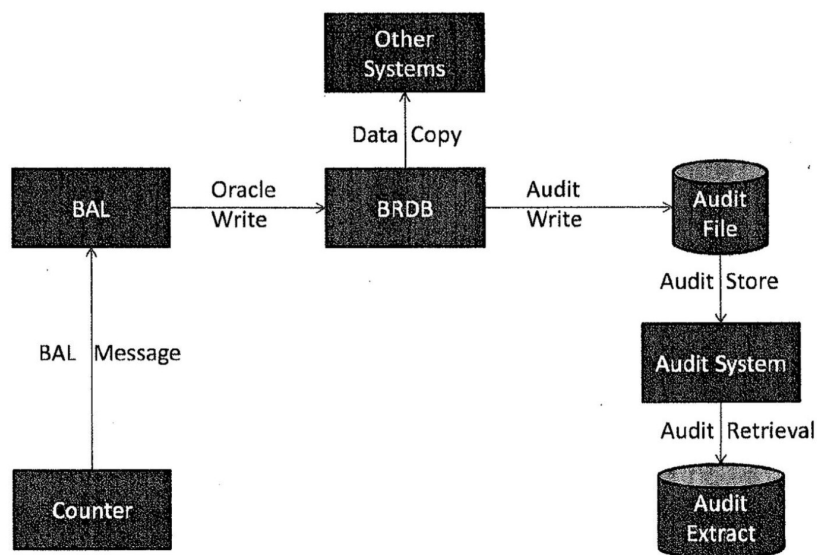 Other
Systems
Data Copy
BAL
Oracle
Write
BRDB
Audit
Write
Audit
File
Audit Store
BAL Message
Audit System
Audit Retrieval
Counter
Audit
Extract